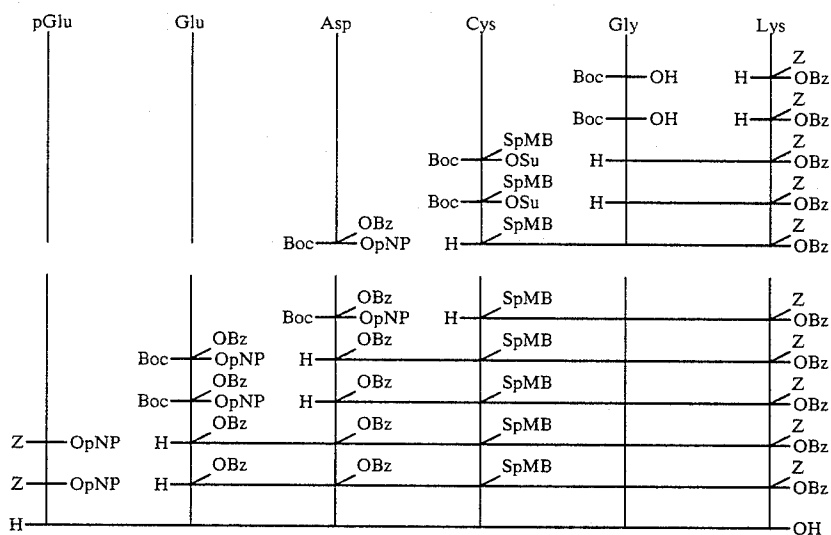 pGlu Glu Asp Cys Gly Lys
Z
Boc OH H OBz
Z
Boc OH H OBz
SpMB Z
Boc OSu H OBz
SpMB Z
Boc OSu H OBz
OBz SpMB Z
Boc OpNP H OBz
OBz SpMB Z
Boc OpNP H OBz
OBz OBz SpMB Z
Boc OpNP H OBz
OBz OBz SpMB Z
Boc OpNP H OBz
OBz OBz SpMB Z
Z OpNP H OBz
OBz OBz SpMB Z
Z OpNP H OBz
H OH